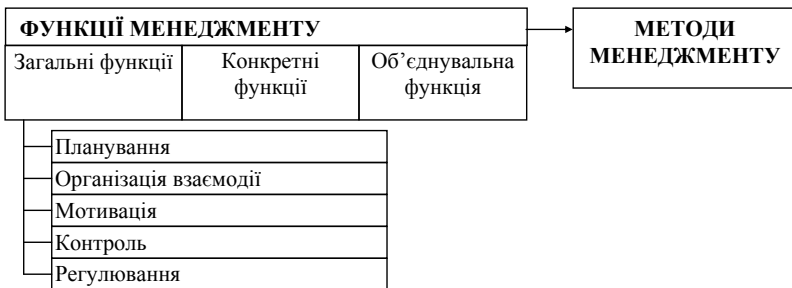 ФУНКЦІЇ МЕНЕДЖМЕНТУ
МЕТОДИ
МЕНЕДЖМЕНТУ
Загальні функції
Конкретні
функції
Об’єднувальна
функція
Планування
Організація взаємодії
Мотивація
Контроль
Регулювання